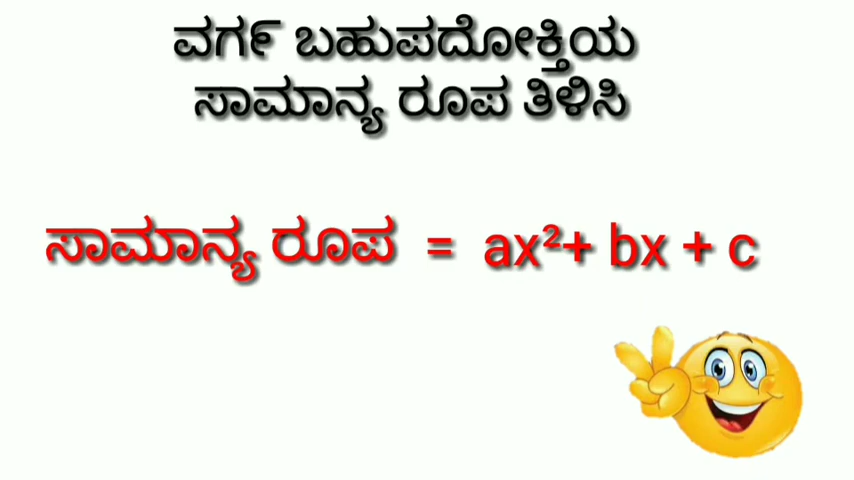 ವರ್ಗ ಬಹುಪದೋಕ್ತಿಯ
ಸಾಮಾನ್ಯ ರೂಪ ತಿಳಿಸಿ
ಸಾಮಾನ್ಯ ರೂಪ = ax²+ bx + c